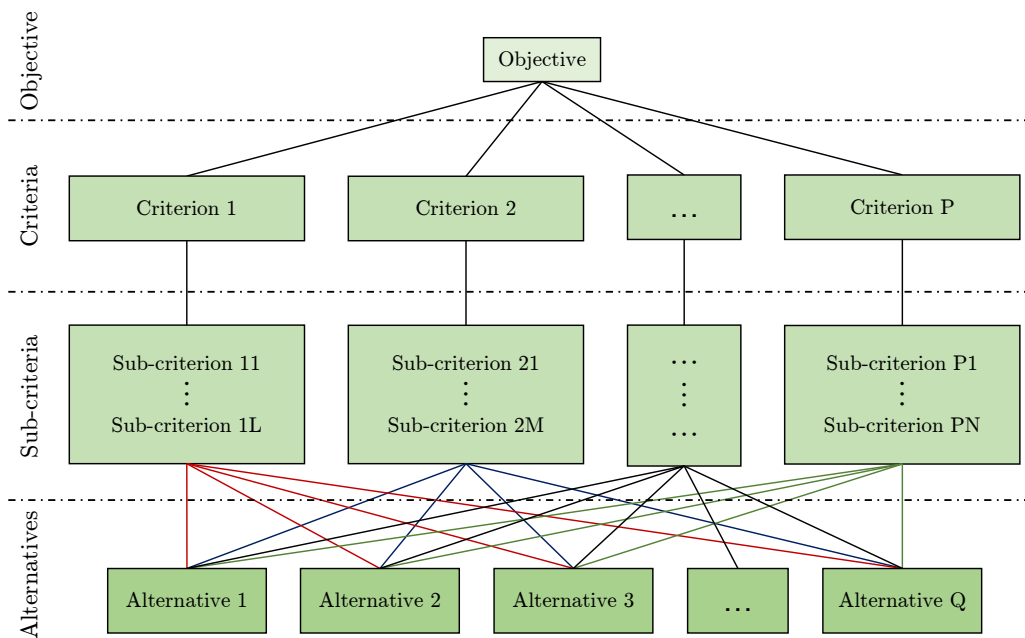 Objective
Objective
Criteria
Criterion 1
Criterion 2
...
Criterion P
Sub-criteria
Sub-criterion 11
⋮
Sub-criterion 1L
Sub-criterion 21
⋮
Sub-criterion 2M
...
⋮
...
Sub-criterion P1
⋮
Sub-criterion PN
Alternatives
Alternative 1
Alternative 2
Alternative 3
...
Alternative Q